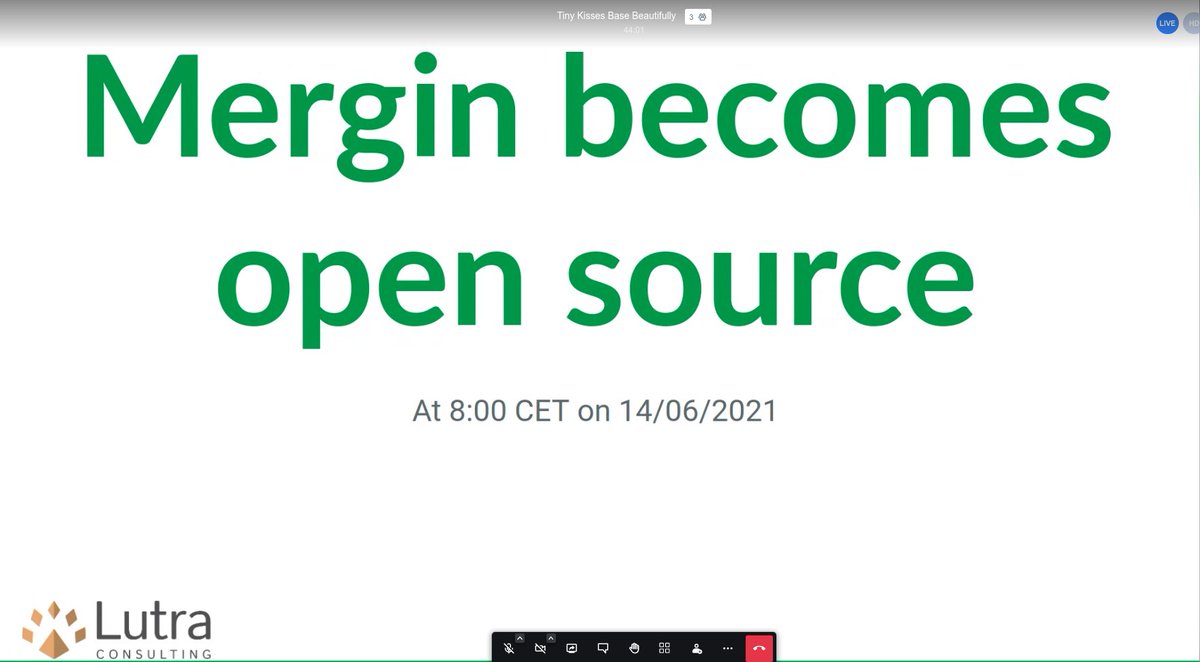 Tiny Kisses Base Beautifully 3
44:01
LIVE HD
Mergin becomes
open source
At 8:00 CET on 14/06/2021
Lutra
CONSULTING